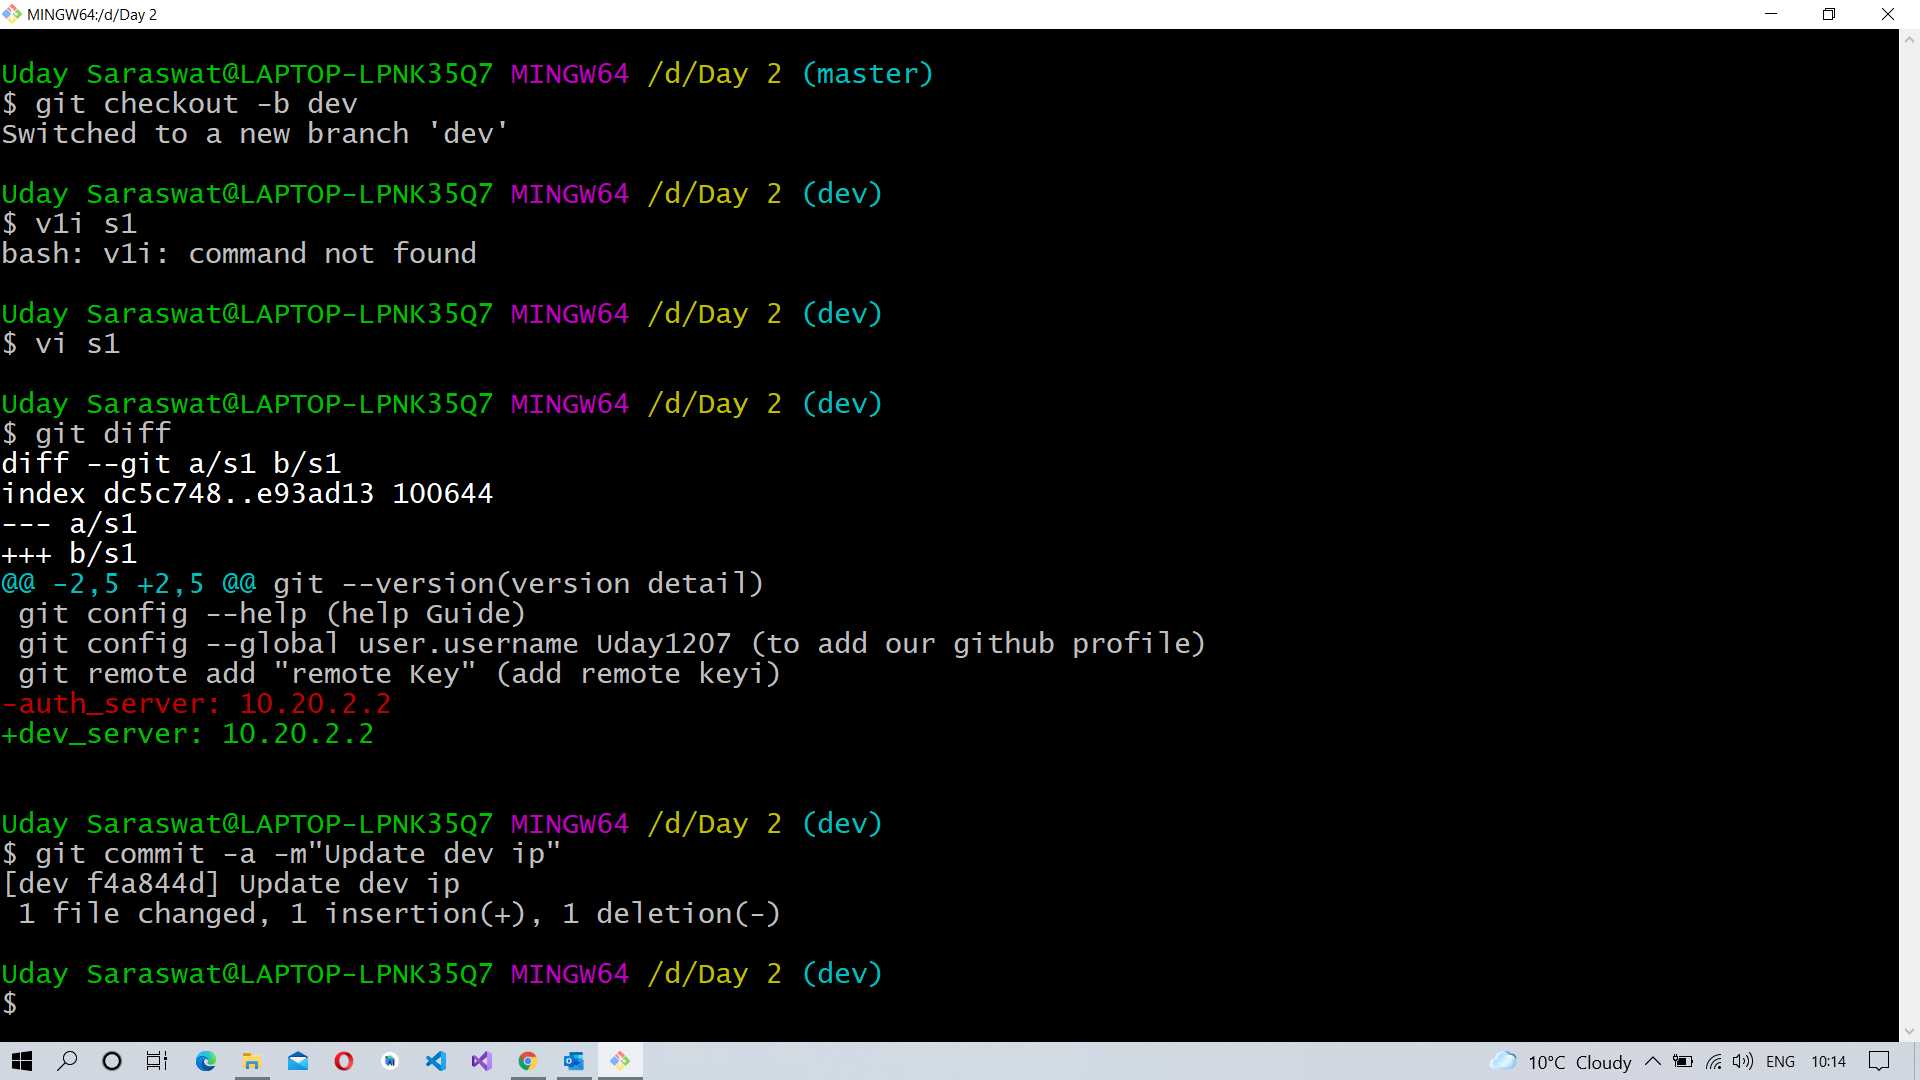 MINGW64:/d/Day 2
Uday Saraswat@LAPTOP-LPNK35Q7 MINGW64 /d/Day 2 (master)
$ git checkout -b dev
Switched to a new branch 'dev'
Uday Saraswat@LAPTOP-LPNK35Q7 MINGW64 /d/Day 2 (dev)
$ v1i s1
bash: v1i: command not found
Uday Saraswat@LAPTOP-LPNK35Q7 MINGW64 /d/Day 2 (dev)
$ vi s1
Uday Saraswat@LAPTOP-LPNK35Q7 MINGW64 /d/Day 2 (dev)
$ git diff
diff --git a/s1 b/s1
index dc5c748..e93ad13 100644
--- a/s1
+++ b/s1
@@ -2,5 +2,5 @@ git --version(version detail)
 git config --help (help Guide)
 git config --global user.username Uday1207 (to add our github profile)
 git remote add "remote Key" (add remote keyi)
-auth_server: 10.20.2.2
+dev_server: 10.20.2.2
Uday Saraswat@LAPTOP-LPNK35Q7 MINGW64 /d/Day 2 (dev)
$ git commit -a -m"Update dev ip"
[dev f4a844d] Update dev ip
 1 file changed, 1 insertion(+), 1 deletion(-)
Uday Saraswat@LAPTOP-LPNK35Q7 MINGW64 /d/Day 2 (dev)
$
10°C Cloudy ENG 10:14